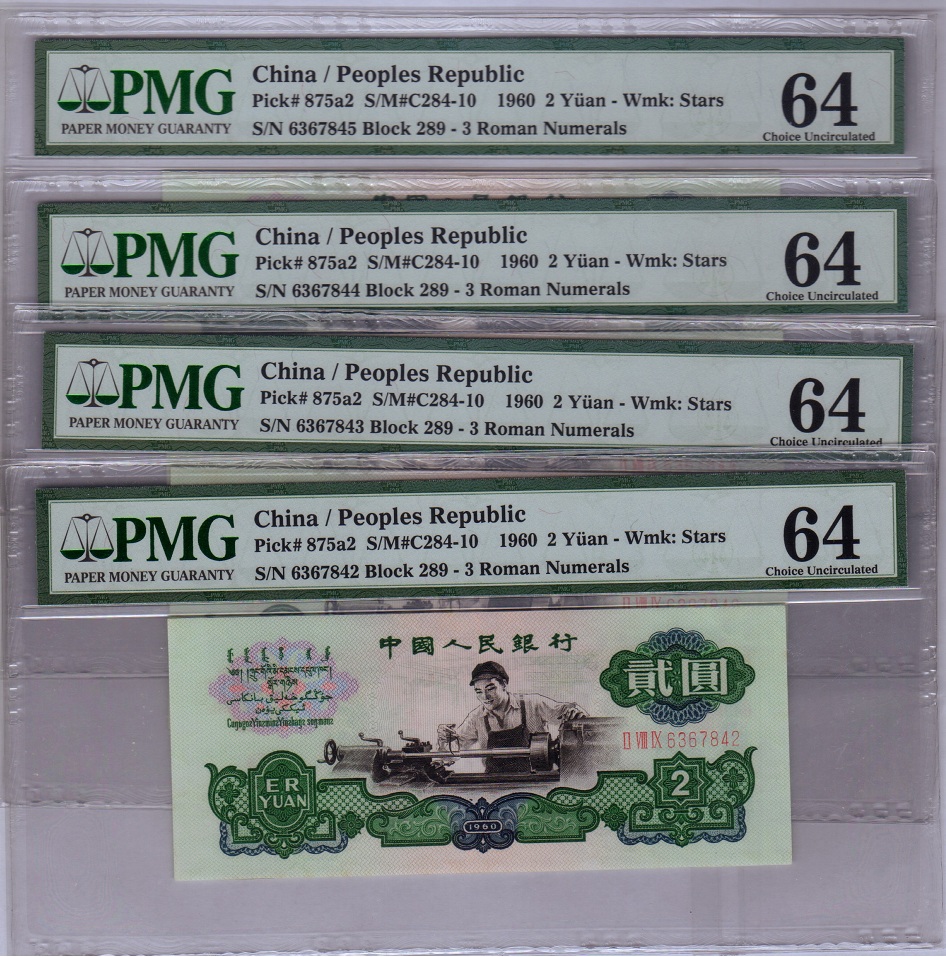 PMG
PAPER MONEY GUARANTY
China / Peoples Republic
Pick# 875a2 S/M#C284-10 1960 2 Yüan - Wmk: Stars
S/N 6367845 Block 289 - 3 Roman Numerals
64
Choice Uncirculated
PMG
PAPER MONEY GUARANTY
China / Peoples Republic
Pick# 875a2 S/M#C284-10 1960 2 Yüan - Wmk: Stars
S/N 6367844 Block 289 - 3 Roman Numerals
64
Choice Uncirculated
PMG
PAPER MONEY GUARANTY
China / Peoples Republic
Pick# 875a2 S/M#C284-10 1960 2 Yüan - Wmk: Stars
S/N 6367843 Block 289 - 3 Roman Numerals
64
Choice Uncirculated
PMG
PAPER MONEY GUARANTY
China / Peoples Republic
Pick# 875a2 S/M#C284-10 1960 2 Yüan - Wmk: Stars
S/N 6367842 Block 289 - 3 Roman Numerals
64
Choice Uncirculated
中國人民銀行
貳圓
II VIII IX 6367842
ER
YUAN
2
1960